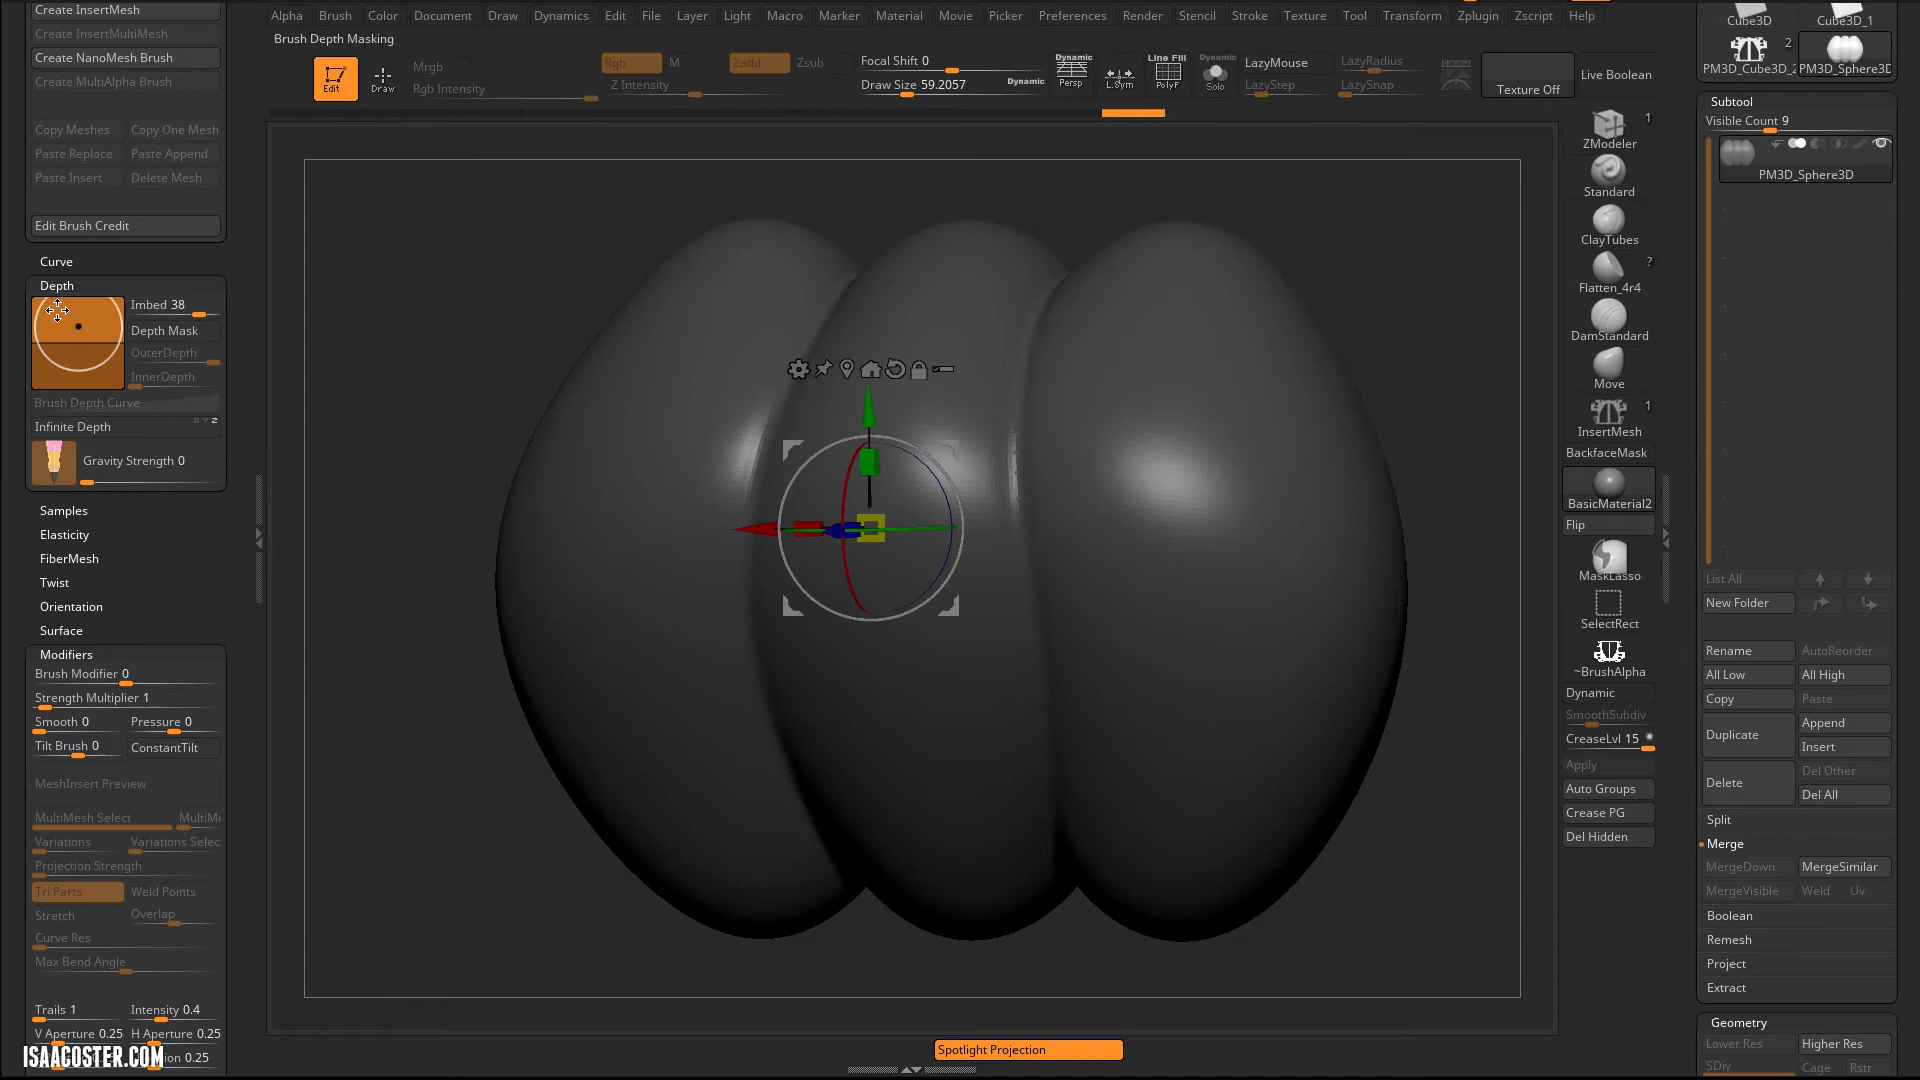 Create InsertMesh
Create InsertMultiMesh
Create NanoMesh Brush
Create MultiAlpha Brush
Copy Meshes Copy One Mesh
Paste Replace Paste Append
Paste Insert Delete Mesh
Edit Brush Credit
Curve
Depth
Imbed 38
Depth Mask
OuterDepth
InnerDepth
Brush Depth Curve
Infinite Depth
Gravity Strength 0
Samples
Elasticity
FiberMesh
Twist
Orientation
Surface
Modifiers
Brush Modifier 0
Strength Multiplier 1
Smooth 0 Pressure 0
Tilt Brush 0 ConstantTilt
MeshInsert Preview
MultiMesh Select MultiMe
Variations Variations Selec
Projection Strength
Tri Parts Weld Points
Stretch Overlap
Curve Res
Max Bend Angle
Trails 1 Intensity 0.4
V Aperture 0.25 H Aperture 0.25
ISAACOSTER.COM
0.25
Alpha Brush Color Document Draw Dynamics Edit File Layer Light Macro Marker Material Movie Picker Preferences Render Stencil Stroke Texture Tool Transform Zplugin Zscript Help
Brush Depth Masking
Edit
Draw
Mrgb
Rgb Intensity
Rgb M Zadd Zsub
Z Intensity
Focal Shift 0
Draw Size 59.2057
Dynamic
Dynamic
Persp
L.Sym
Line Fill
PolyF
Dynamic
Solo
LazyMouse LazyRadius
LazyStep LazySnap
Texture Off
Live Boolean
Spotlight Projection
1
ZModeler
Standard
ClayTubes
?
Flatten_4r4
DamStandard
Move
1
InsertMesh
BackfaceMask
BasicMaterial2
Flip
MaskLasso
SelectRect
~BrushAlpha
Dynamic
SmoothSubdiv
CreaseLvl 15
Apply
Auto Groups
Crease PG
Del Hidden
Cube3D Cube3D_1
2
PM3D_Cube3D_2 PM3D_Sphere3D
Subtool
Visible Count 9
PM3D_Sphere3D
List All
New Folder
Rename AutoReorder
All Low All High
Copy Paste
Duplicate
Append
Insert
Delete
Del Other
Del All
Split
Merge
MergeDown MergeSimilar
MergeVisible Weld Uv
Boolean
Remesh
Project
Extract
Geometry
Lower Res Higher Res
SDiv Cage Rstr